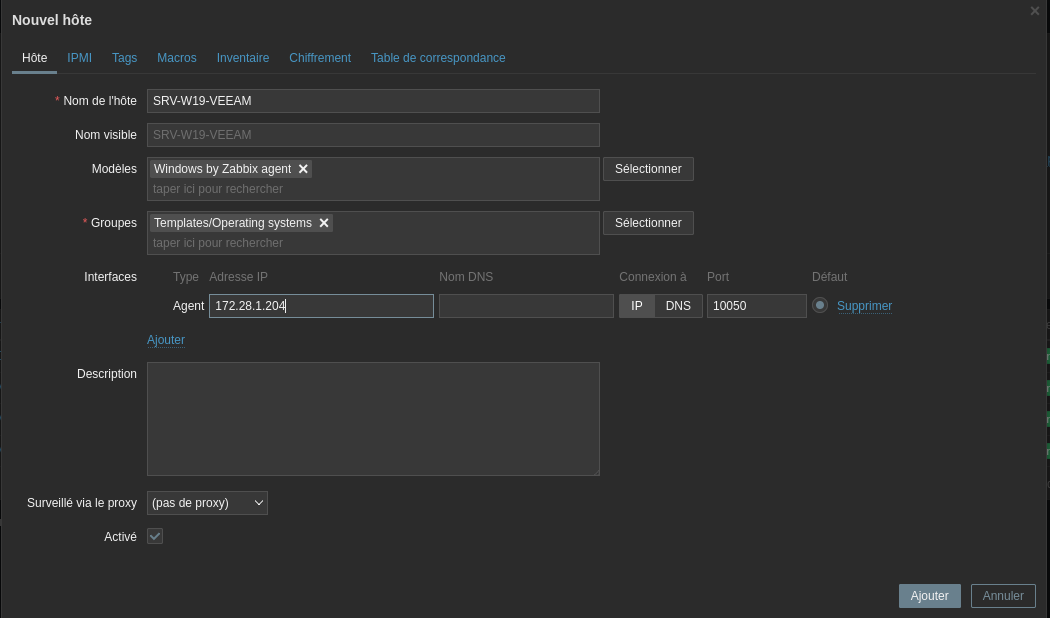 Nouvel hôte
Hôte IPMI Tags Macros Inventaire Chiffrement Table de correspondance
* Nom de l'hôte SRV-W19-VEEAM
Nom visible SRV-W19-VEEAM
Modèles Windows by Zabbix agent Sélectionner
taper ici pour rechercher
* Groupes Templates/Operating systems Sélectionner
taper ici pour rechercher
Interfaces Type Adresse IP Nom DNS Connexion à Port Défaut
Agent 172.28.1.204 IP DNS 10050 Supprimer
Ajouter
Description
Surveillé via le proxy (pas de proxy)
Activé
Ajouter Annuler